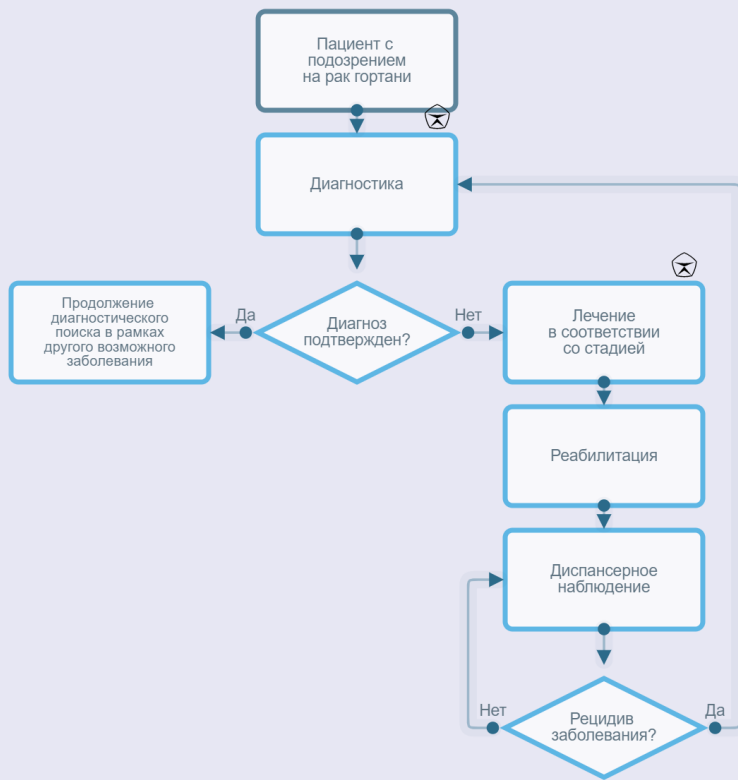 Пациент с
подозрением
на рак гортани
Диагностика
Да
Диагноз
подтвержден?
Нет
Продолжение
диагностического
поиска в рамках
другого возможного
заболевания
Лечение
в соответствии
со стадией
Реабилитация
Диспансерное
наблюдение
Нет
Рецидив
заболевания?
Да